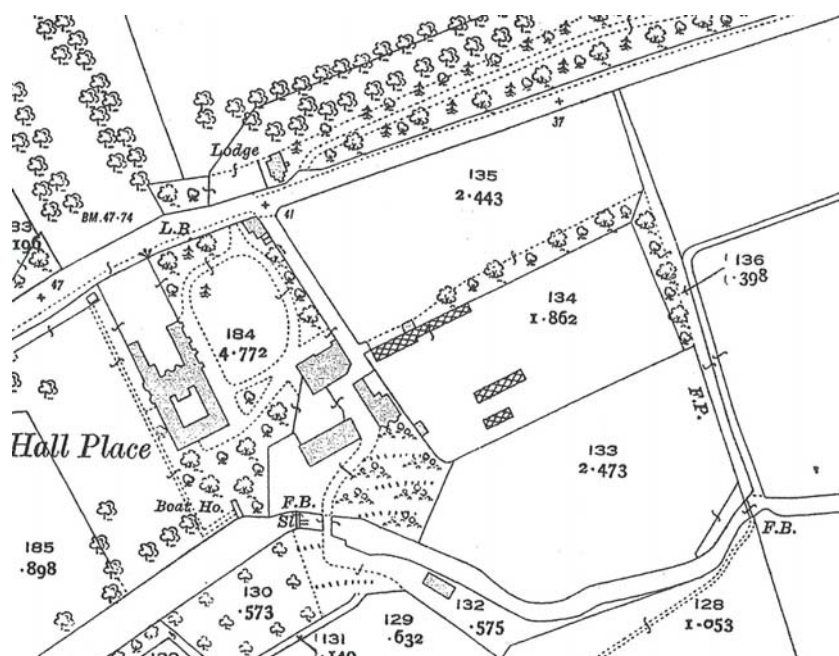 37
Lodge
135
2·443
BM.47·74
41
83
L.B.
136
·398
134
1·862
47
184
4·772
F.P.
Hall Place
133
2·473
Boat Ho.
F.B.
Sl
F.B.
185
·898
130
·573
132
·575
128
1·053
129
·632
131